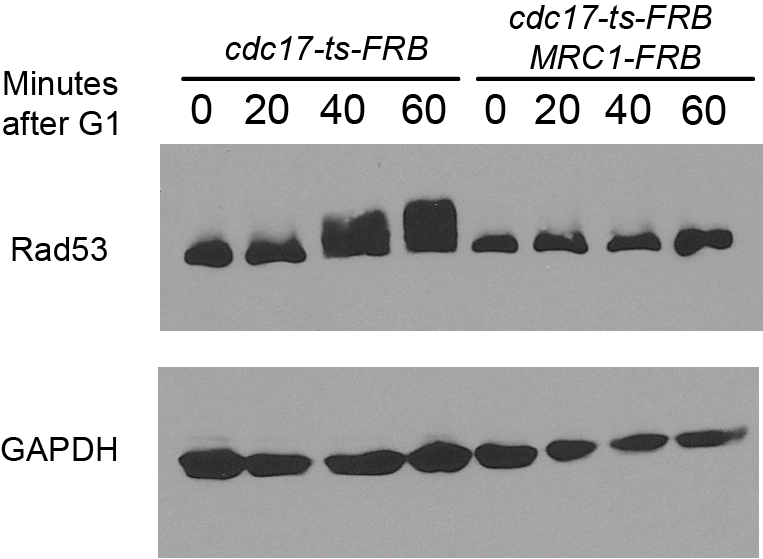 cdc17-ts-FRB
cdc17-ts-FRB
MRC1-FRB
Minutes
after G1
0 20 40 60 0 20 40 60
Rad53
GAPDH